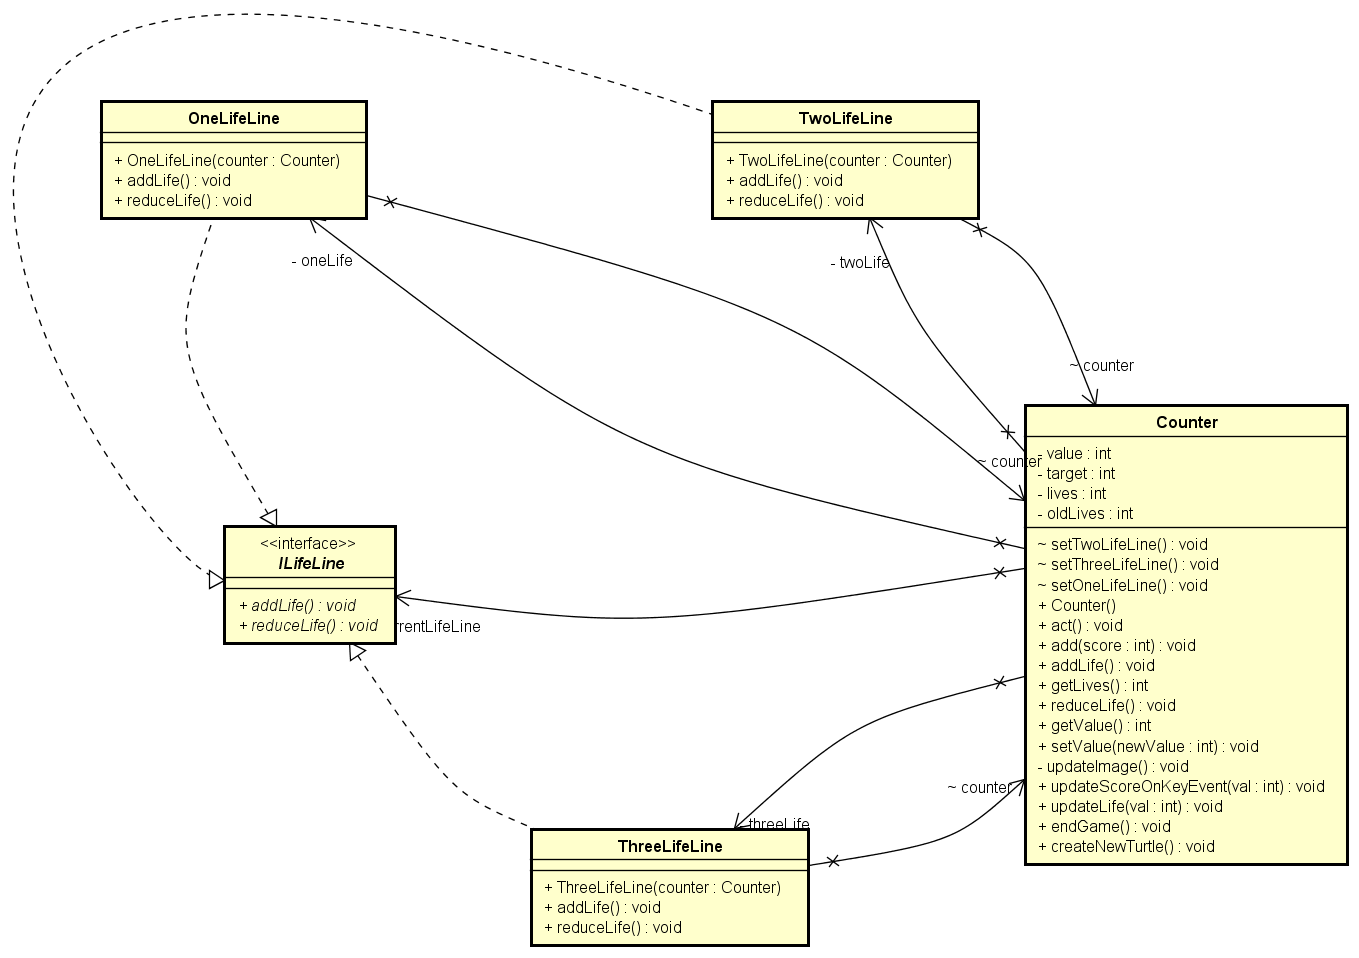 OneLifeLine
+ OneLifeLine(counter : Counter)
+ addLife() : void
+ reduceLife() : void
TwoLifeLine
+ TwoLifeLine(counter : Counter)
+ addLife() : void
+ reduceLife() : void
- oneLife
- twoLife
~ counter
~ counter
Counter
- value : int
- target : int
- lives : int
- oldLives : int
~ setTwoLifeLine() : void
~ setThreeLifeLine() : void
~ setOneLifeLine() : void
+ Counter()
+ act() : void
+ add(score : int) : void
+ addLife() : void
+ getLives() : int
+ reduceLife() : void
+ getValue() : int
+ setValue(newValue : int) : void
- updateImage() : void
+ updateScoreOnKeyEvent(val : int) : void
+ updateLife(val : int) : void
+ endGame() : void
+ createNewTurtle() : void
<<interface>>
ILifeLine
+ addLife() : void
+ reduceLife() : void
rrentLifeLine
~ counter
threeLife
ThreeLifeLine
+ ThreeLifeLine(counter : Counter)
+ addLife() : void
+ reduceLife() : void